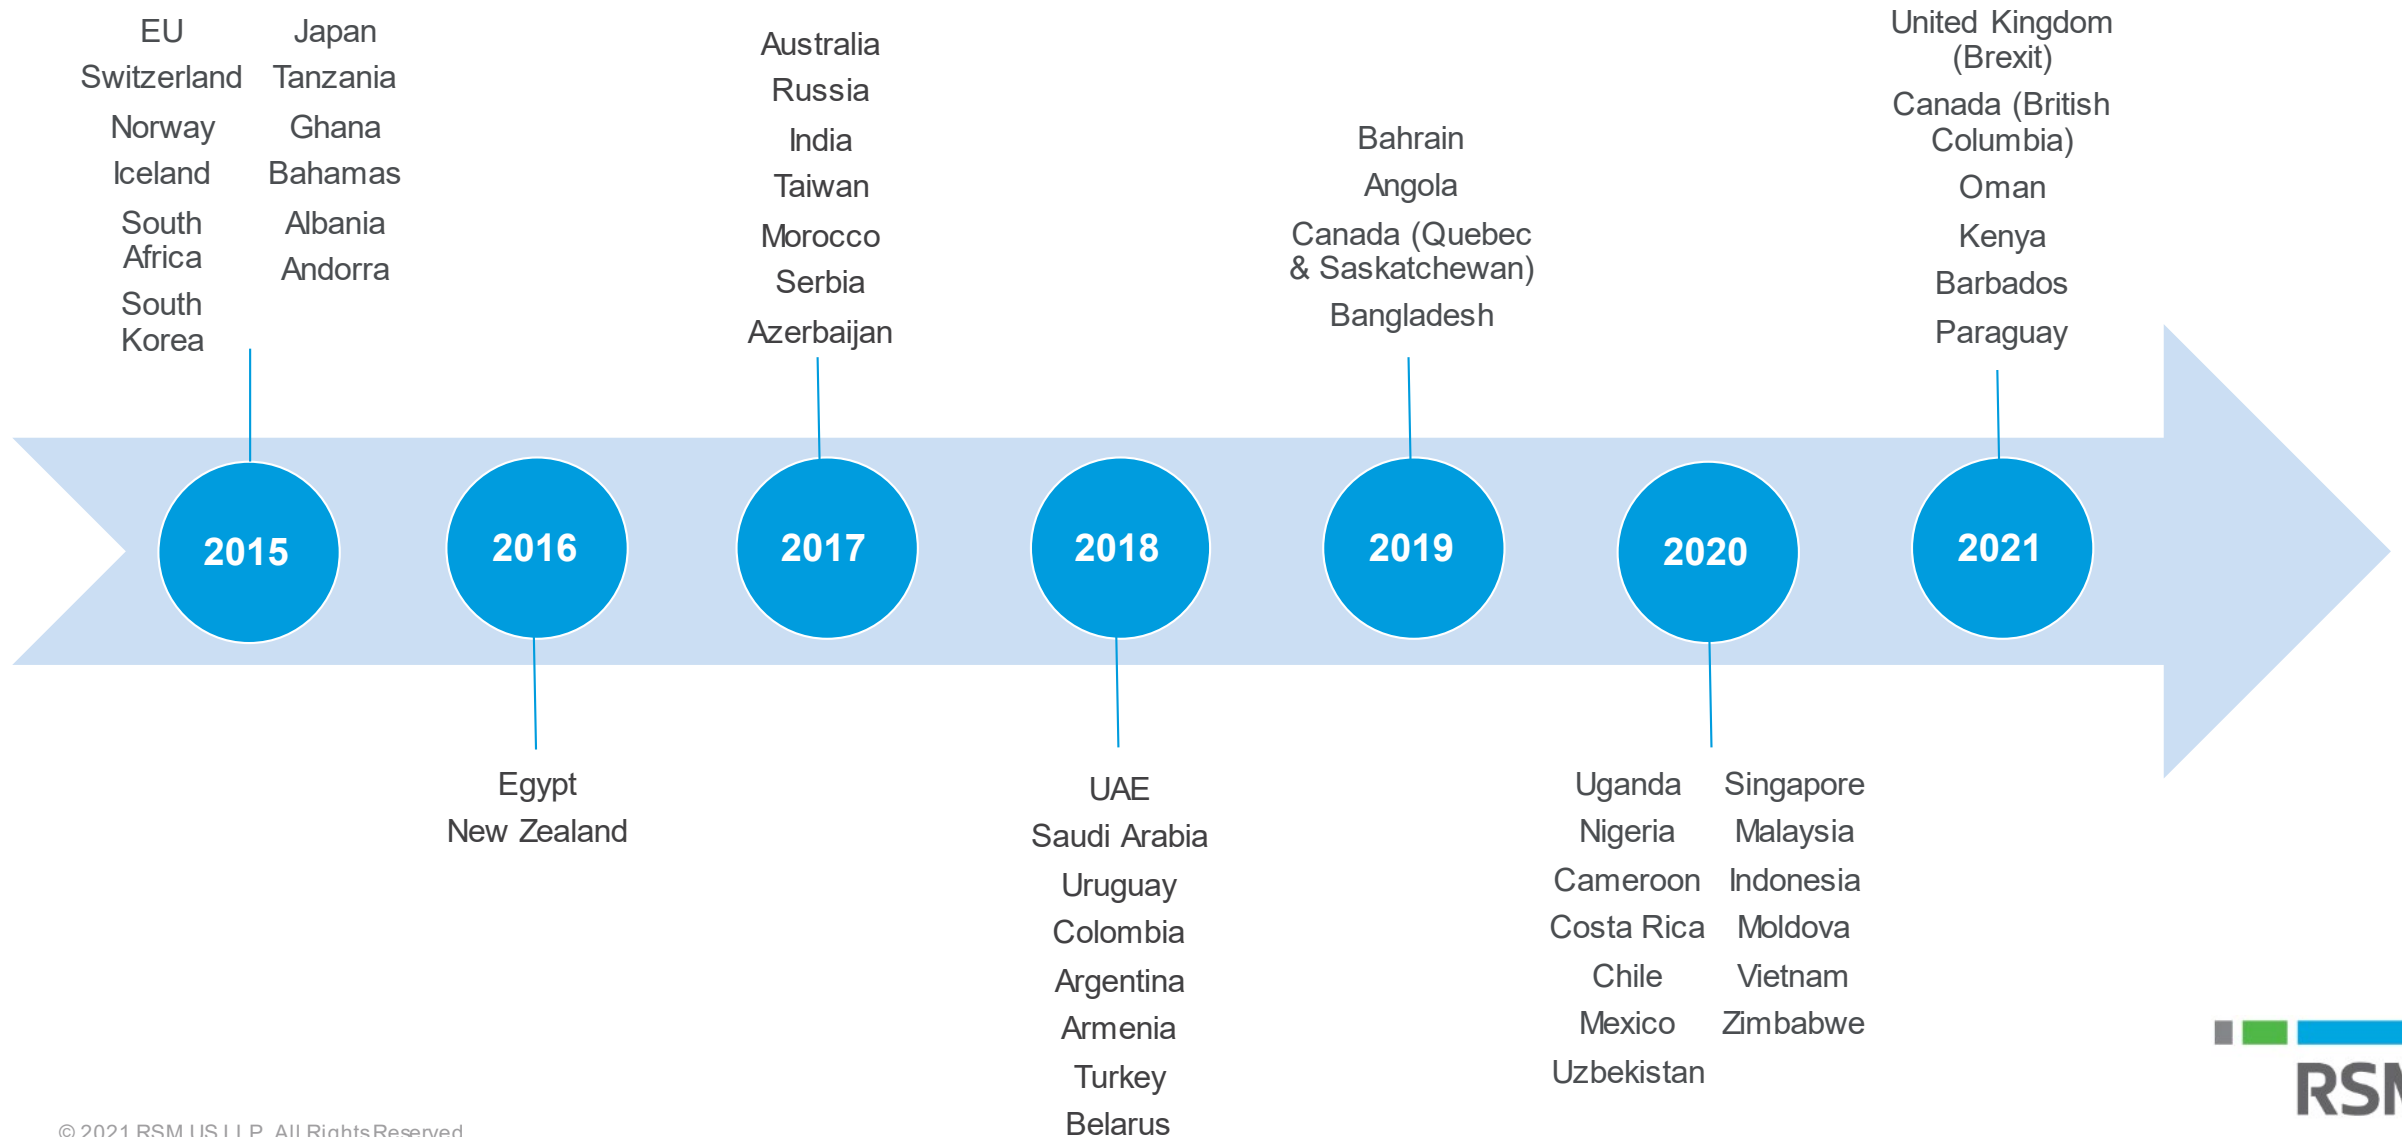 EU
Switzerland
Norway
Iceland
South
Africa
South
Korea
Japan
Tanzania
Ghana
Bahamas
Albania
Andorra
Australia
Russia
India
Taiwan
Morocco
Serbia
Azerbaijan
Bahrain
Angola
Canada (Quebec
& Saskatchewan)
Bangladesh
United Kingdom
(Brexit)
Canada (British
Columbia)
Oman
Kenya
Barbados
Paraguay
2015
2016
2017
2018
2019
2020
2021
Egypt
New Zealand
UAE
Saudi Arabia
Uruguay
Colombia
Argentina
Armenia
Turkey
Belarus
Uganda
Nigeria
Cameroon
Costa Rica
Chile
Mexico
Uzbekistan
Singapore
Malaysia
Indonesia
Moldova
Vietnam
Zimbabwe
RSM
© 2021 RSM US LLP. All Rights Reserved